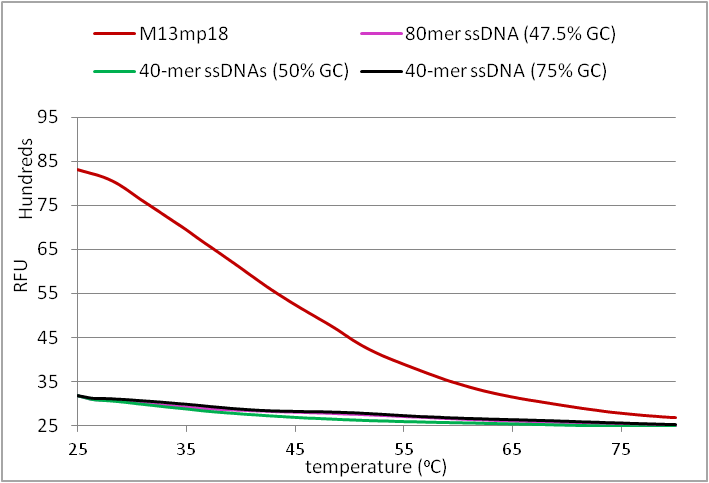 M13mp18
80mer ssDNA (47.5% GC)
40-mer ssDNAs (50% GC)
40-mer ssDNA (75% GC)
95
85
75
65
55
45
35
25
RFU Hundreds
25 35 45 55 65 75
temperature (ºC)